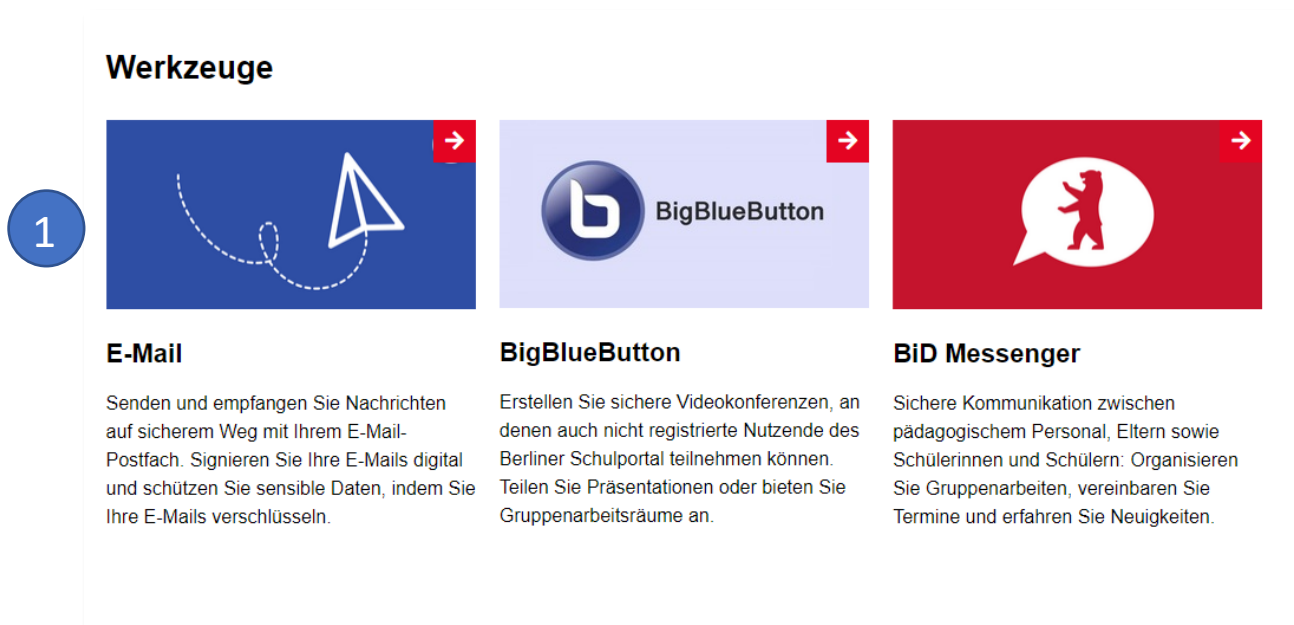 Werkzeuge
1
BigBlueButton
E-Mail
Senden und empfangen Sie Nachrichten
auf sicherem Weg mit Ihrem E-Mail-
Postfach. Signieren Sie Ihre E-Mails digital
und schützen Sie sensible Daten, indem Sie
Ihre E-Mails verschlüsseln.
BigBlueButton
Erstellen Sie sichere Videokonferenzen, an
denen auch nicht registrierte Nutzende des
Berliner Schulportal teilnehmen können.
Teilen Sie Präsentationen oder bieten Sie
Gruppenarbeitsräume an.
BiD Messenger
Sichere Kommunikation zwischen
pädagogischem Personal, Eltern sowie
Schülerinnen und Schülern: Organisieren
Sie Gruppenarbeiten, vereinbaren Sie
Termine und erfahren Sie Neuigkeiten.